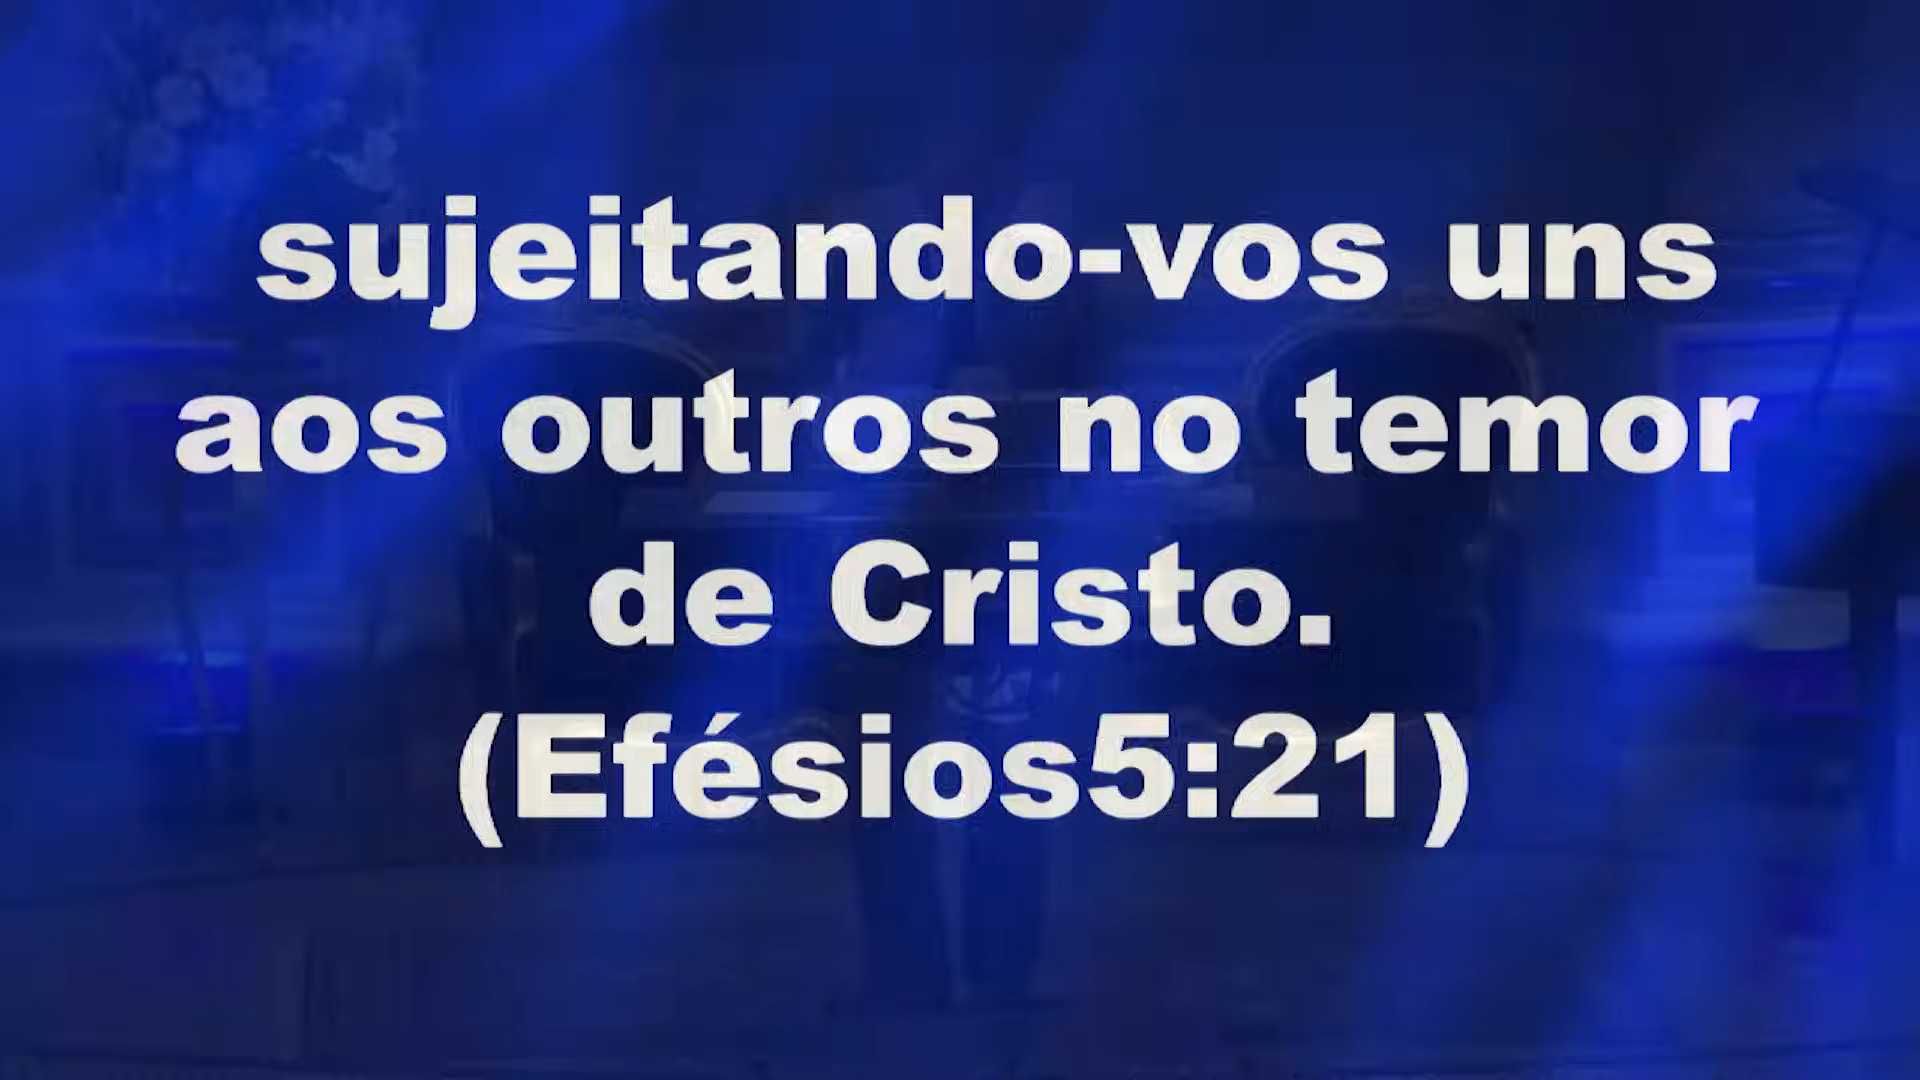 sujeitando-vos uns
aos outros no temor
de Cristo.
(Efésios5:21)